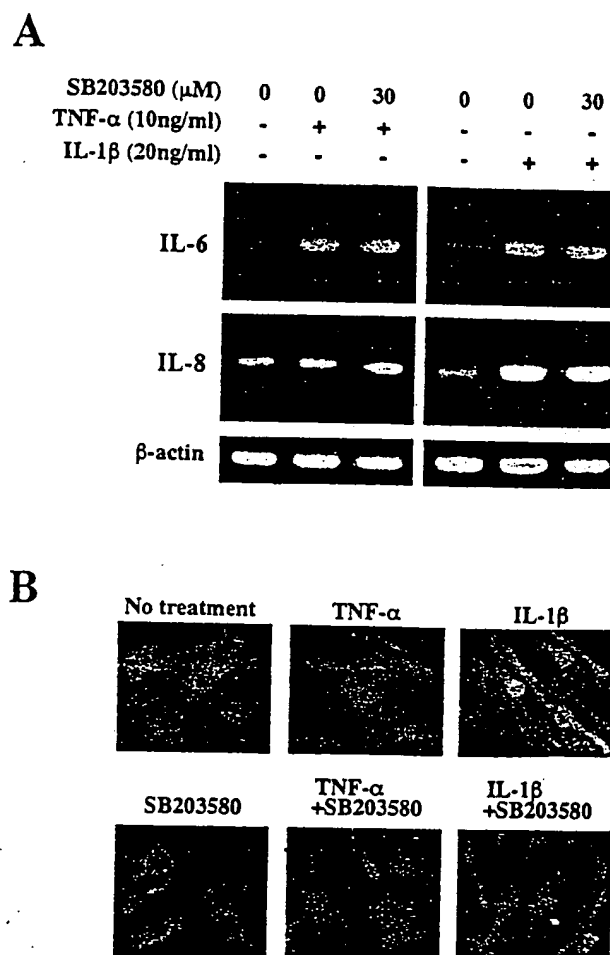 A
SB203580 (μM) 0 0 30 0 0 30
TNF-α (10ng/ml) - + + - - -
IL-1β (20ng/ml) - - - - + +
IL-6
IL-8
β-actin
B
No treatment TNF-α IL-1β
SB203580 TNF-α +SB203580 IL-1β +SB203580